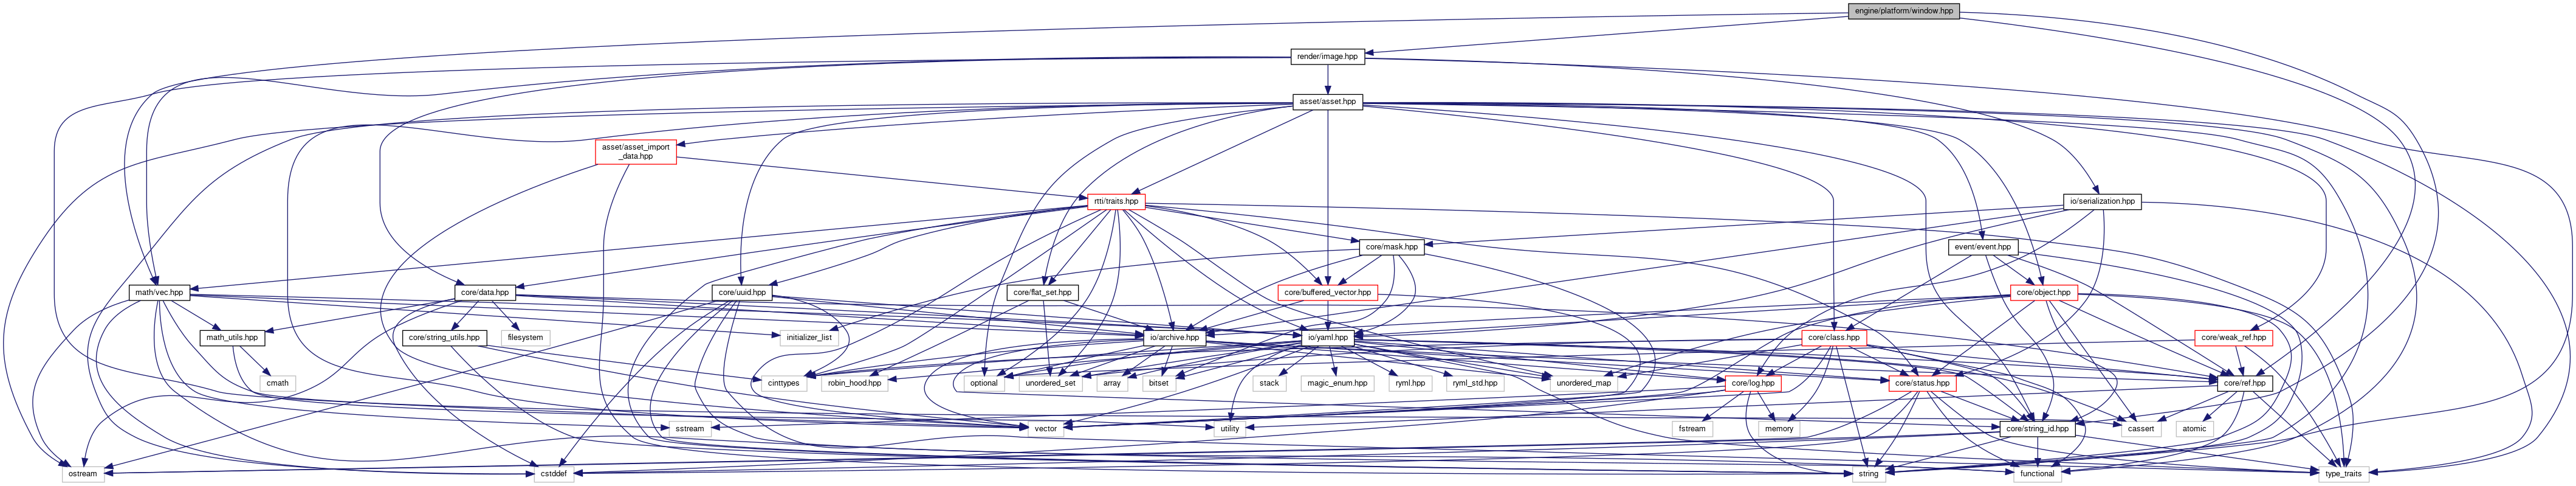 engine/platform/window.hpp
render/image.hpp
asset/asset.hpp
asset/asset_import
_data.hpp
rtti/traits.hpp
io/serialization.hpp
core/mask.hpp
event/event.hpp
math/vec.hpp
core/data.hpp
core/uuid.hpp
core/flat_set.hpp
core/buffered_vector.hpp
core/object.hpp
math_utils.hpp
core/string_utils.hpp
filesystem
initializer_list
io/archive.hpp
io/yaml.hpp
core/class.hpp
core/weak_ref.hpp
cmath
cinttypes
robin_hood.hpp
optional
unordered_set
array
bitset
stack
magic_enum.hpp
ryml.hpp
ryml_std.hpp
unordered_map
core/log.hpp
core/status.hpp
core/ref.hpp
sstream
vector
utility
fstream
memory
core/string_id.hpp
cassert
atomic
ostream
cstddef
string
functional
type_traits